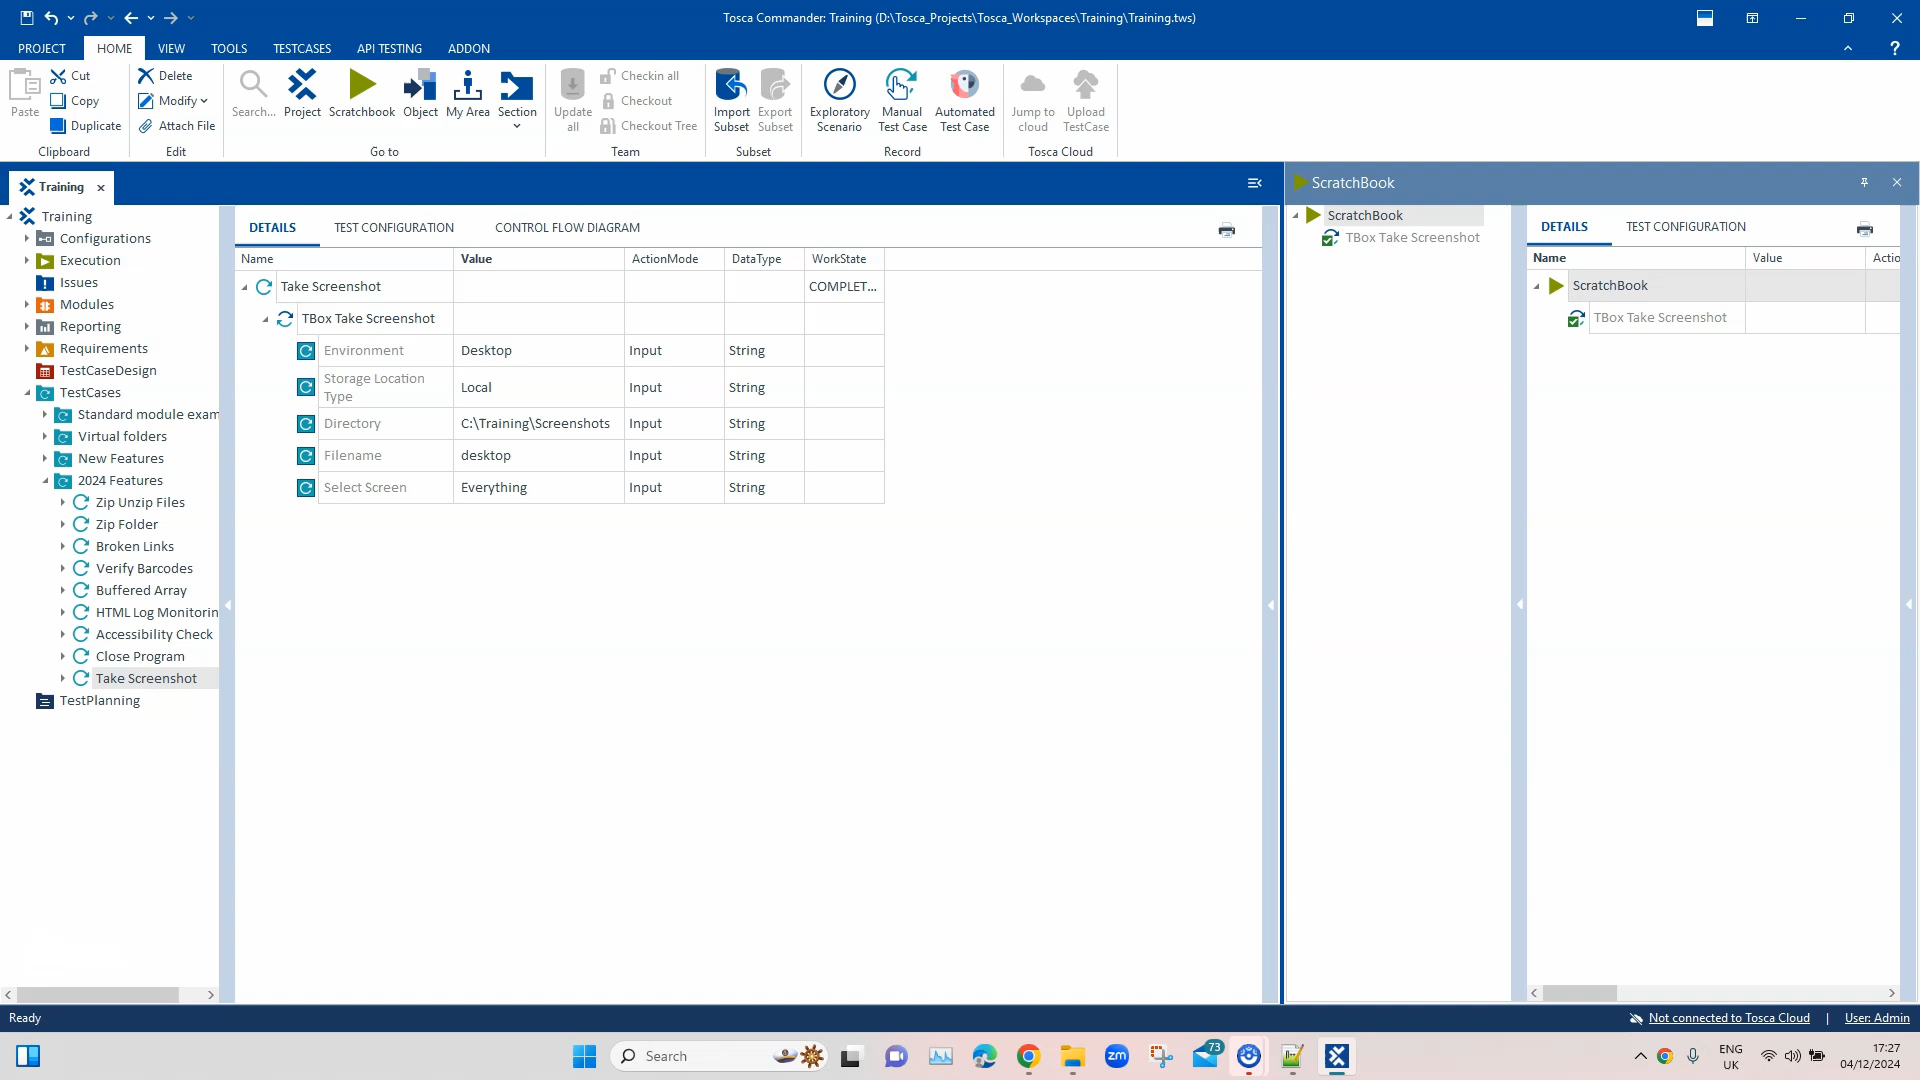 Tosca Commander: Training (D:\Tosca_Projects\Tosca_Workspaces\Training\Training.tws)
PROJECT HOME VIEW TOOLS TESTCASES API TESTING ADDON ?
Paste Cut Copy Duplicate Clipboard
Delete Modify Attach File Edit
Search... Project Scratchbook Object My Area Section Go to
Update all Checkin all Checkout Checkout Tree Team
Import Subset Export Subset Subset
Exploratory Scenario Manual Test Case Automated Test Case Record
Jump to cloud Upload TestCase Tosca Cloud
Training
Training
Configurations
Execution
Issues
Modules
Reporting
Requirements
TestCaseDesign
TestCases
Standard module exam
Virtual folders
New Features
2024 Features
Zip Unzip Files
Zip Folder
Broken Links
Verify Barcodes
Buffered Array
HTML Log Monitorin
Accessibility Check
Close Program
Take Screenshot
TestPlanning
DETAILS TEST CONFIGURATION CONTROL FLOW DIAGRAM
Name Value ActionMode DataType WorkState
Take Screenshot COMPLET...
TBox Take Screenshot
Environment Desktop Input String
Storage Location Type Local Input String
Directory C:\Training\Screenshots Input String
Filename desktop Input String
Select Screen Everything Input String
ScratchBook
ScratchBook
TBox Take Screenshot
DETAILS TEST CONFIGURATION
Name Value Actio
ScratchBook
TBox Take Screenshot
Ready Not connected to Tosca Cloud | User: Admin
Search zm 73 ENG UK 17:27 04/12/2024